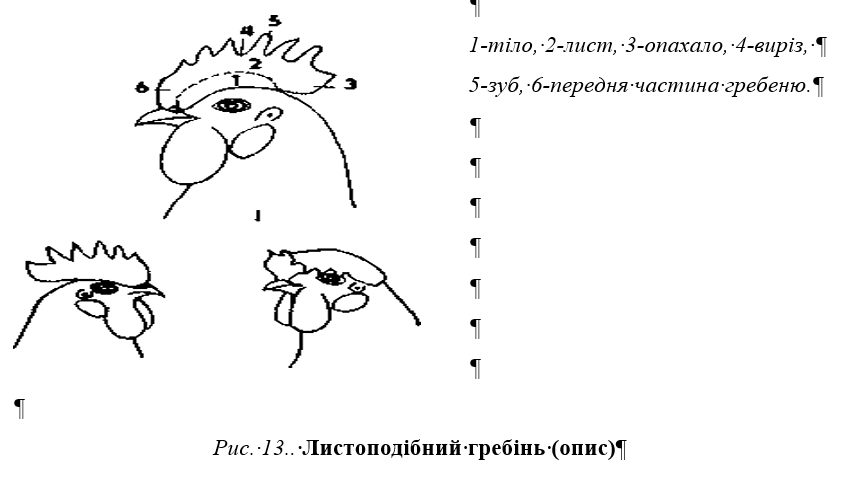 5
4
2
1
6
3
1
1-тіло, 2-лист, 3-опахало, 4-виріз,
5-зуб, 6-передня частина гребеню.
Рис. 13.. Листоподібний гребінь (опис)